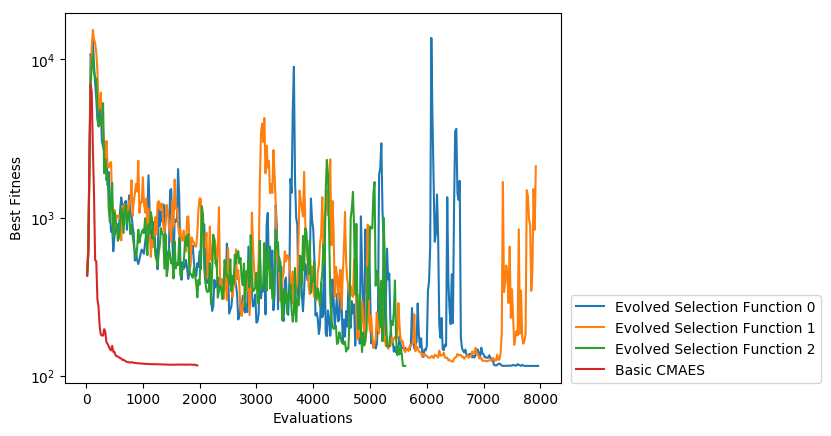 Best Fitness
10⁴
10³
10²
0 1000 2000 3000 4000 5000 6000 7000 8000
Evaluations
Evolved Selection Function 0
Evolved Selection Function 1
Evolved Selection Function 2
Basic CMAES